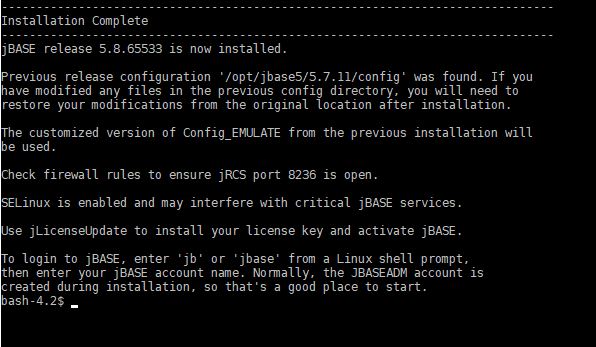 -------------------------------------------------------------------------------
Installation Complete
-------------------------------------------------------------------------------
jBASE release 5.8.65533 is now installed.
Previous release configuration '/opt/jbase5/5.7.11/config' was found. If you
have modified any files in the previous config directory, you will need to
restore your modifications from the original location after installation.
The customized version of Config_EMULATE from the previous installation will
be used.
Check firewall rules to ensure jRCS port 8236 is open.
SELinux is enabled and may interfere with critical jBASE services.
Use jLicenseUpdate to install your license key and activate jBASE.
To login to jBASE, enter 'jb' or 'jbase' from a Linux shell prompt,
then enter your jBASE account name. Normally, the JBASEADM account is
created during installation, so that's a good place to start.
bash-4.2$